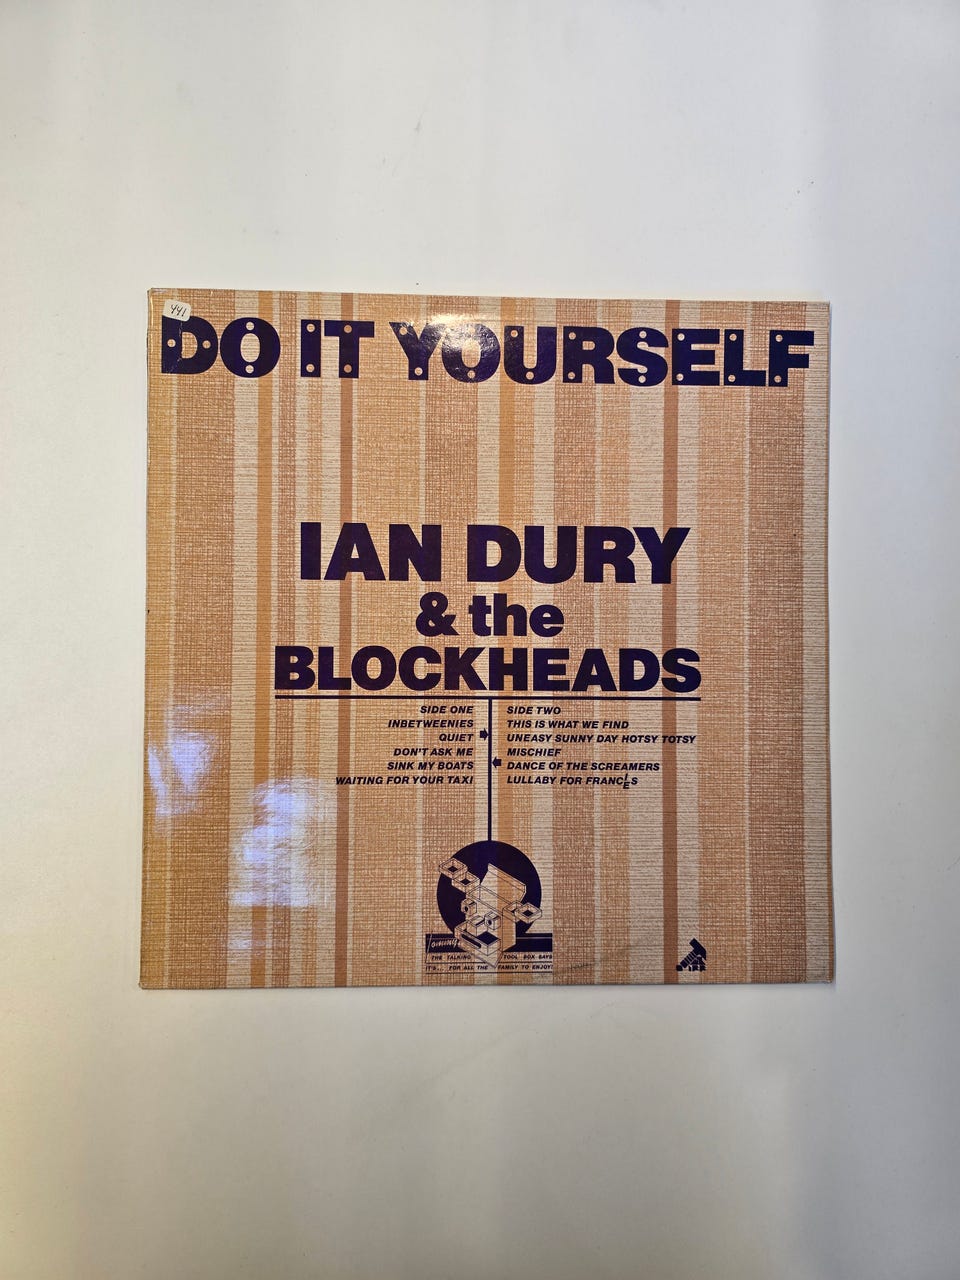 441
DO IT YOURSELF
IAN DURY
& the
BLOCKHEADS
SIDE ONE
INBETWEENIES
QUIET
DON'T ASK ME
SINK MY BOATS
WAITING FOR YOUR TAXI
SIDE TWO
THIS IS WHAT WE FIND
UNEASY SUNNY DAY HOTSY TOTSY
MISCHIEF
DANCE OF THE SCREAMERS
LULLABY FOR FRANCIES
Tommy
THE TALKING TOOL BOX SAYS
IT'S... FOR ALL THE FAMILY TO ENJOY!